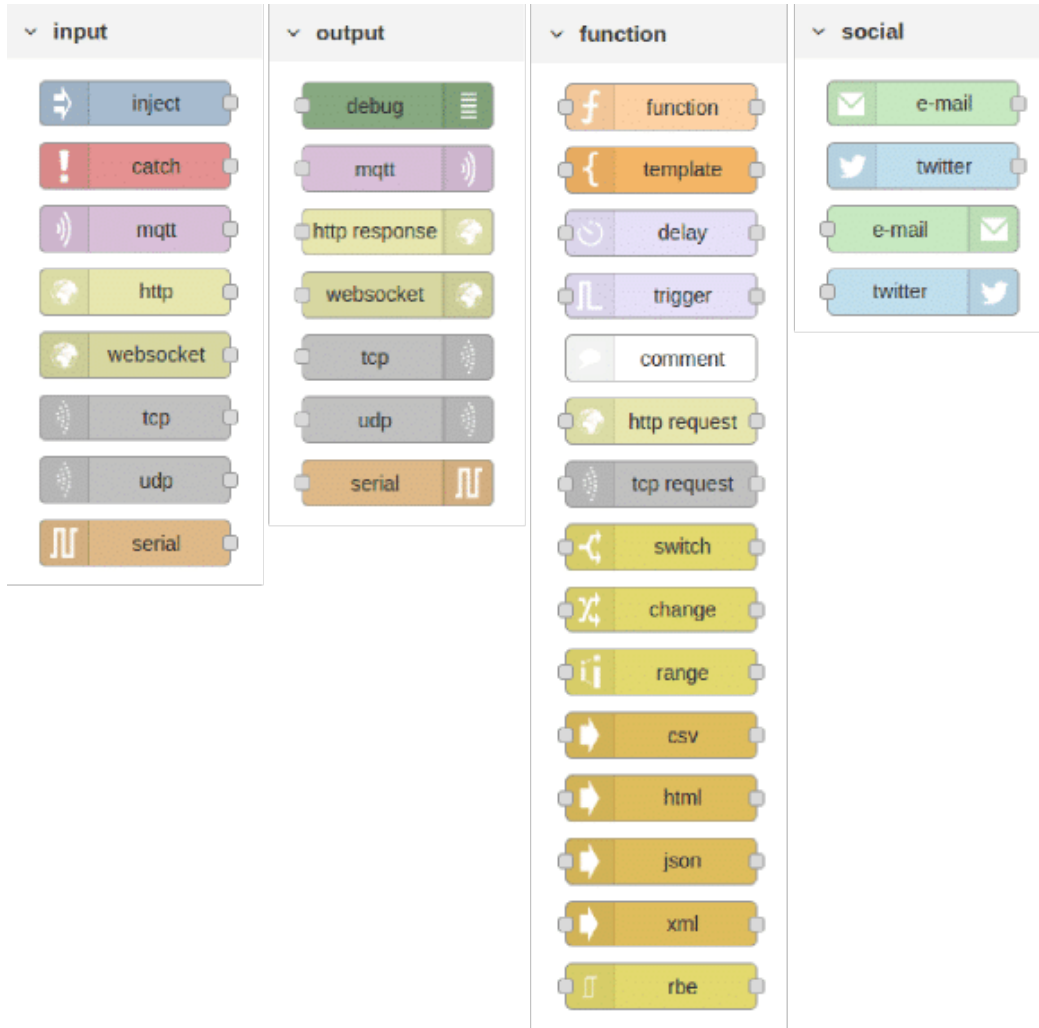 input
inject
catch
mqtt
http
websocket
tcp
udp
serial
output
debug
mqtt
http response
websocket
tcp
udp
serial
function
function
template
delay
trigger
comment
http request
tcp request
switch
change
range
csv
html
json
xml
rbe
social
e-mail
twitter
e-mail
twitter